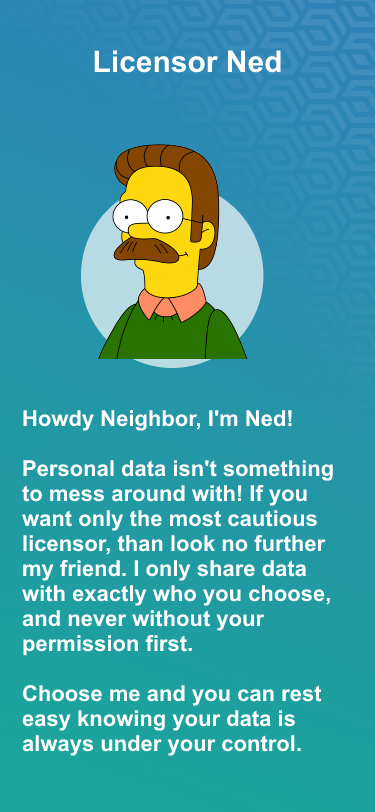 Licensor Ned
Howdy Neighbor, I'm Ned!
Personal data isn't something
to mess around with! If you
want only the most cautious
licensor, than look no further
my friend. I only share data
with exactly who you choose,
and never without your
permission first.
Choose me and you can rest
easy knowing your data is
always under your control.